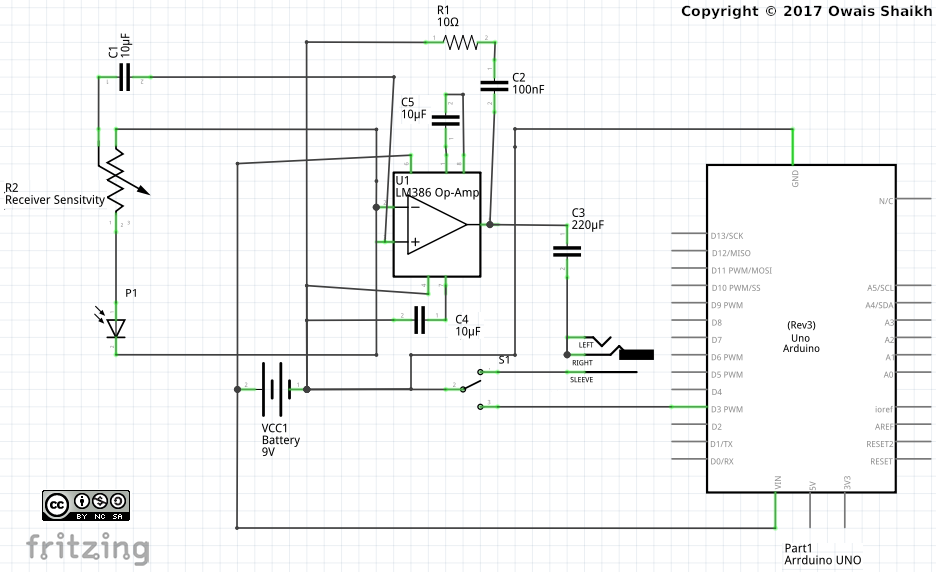 Copyright © 2017 Owais Shaikh
R1
10Ω
C1
10μF
C2
100nF
C5
10μF
U1
LM386 Op-Amp
R2
Receiver Sensitvity
C3
220μF
P1
C4
10μF
S1
LEFT
RIGHT
SLEEVE
VCC1
Battery
9V
GND
N/C
D13/SCK
D12/MISO
D11 PWM/MOSI
D10 PWM/SS
D9 PWM
D8
D7
D6 PWM
D5 PWM
D4
D3 PWM
D2
D1/TX
D0/RX
(Rev3)
Uno
Arduino
A5/SCL
A4/SDA
A3
A2
A1
A0
ioref
AREF
RESET2
RESET
VIN
5V
3V3
Part1
Arrduino UNO
cc
BY NC SA
fritzing